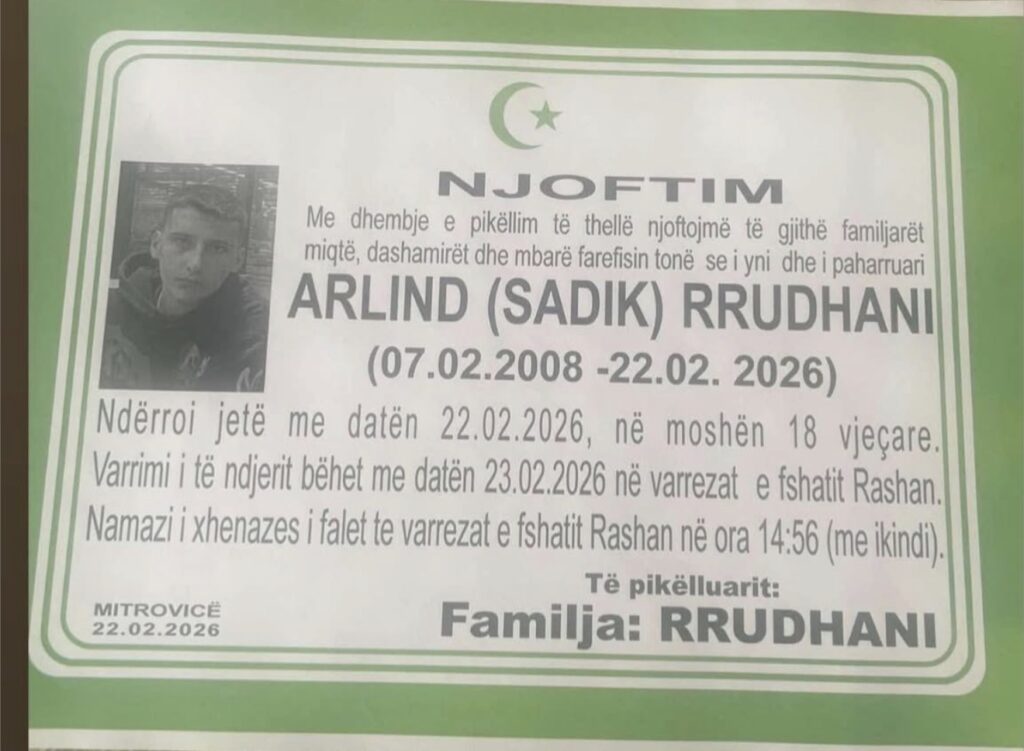 NJOFTIM
Me dhembje e pikëllim të thellë njoftojmë të gjithë familjarët
miqtë, dashamirët dhe mbarë farefisin tonë se i yni dhe i paharruari
ARLIND (SADIK) RRUDHANI
(07.02.2008 -22.02. 2026)
Ndërroi jetë me datën 22.02.2026, në moshën 18 vjeçare.
Varrimi i të ndjerit bëhet me datën 23.02.2026 në varrezat e fshatit Rashan.
Namazi i xhenazes i falet te varrezat e fshatit Rashan në ora 14:56 (me ikindi).
Të pikëlluarit:
Familja: RRUDHANI
MITROVICË
22.02.2026